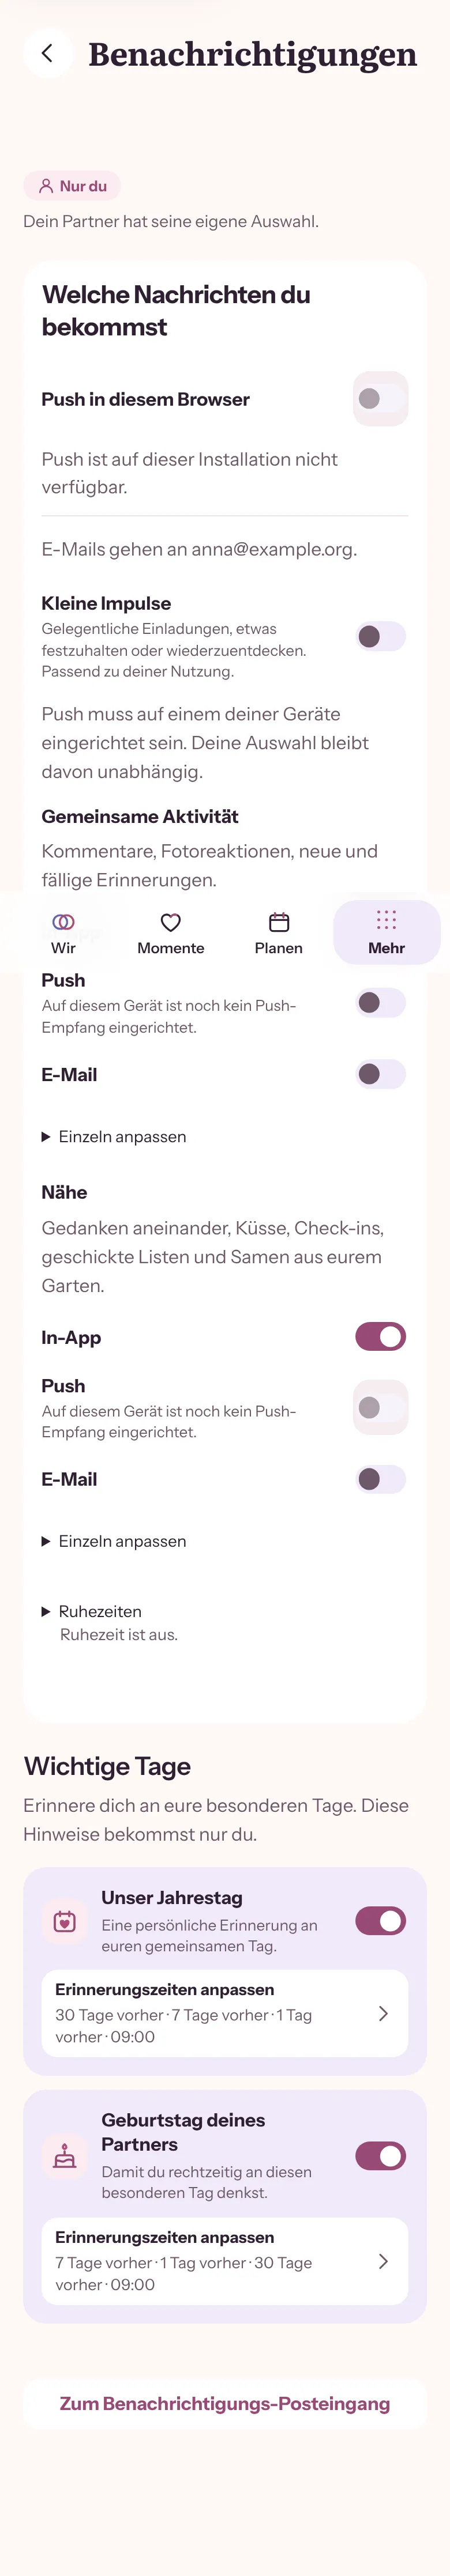 Benachrichtigungen
Nur du
Dein Partner hat seine eigene Auswahl.
Welche Nachrichten du
bekommst
Push in diesem Browser
Push ist auf dieser Installation nicht
verfügbar.
E-Mails gehen an anna@example.org.
Kleine Impulse
Gelegentliche Einladungen, etwas
festzuhalten oder wiederzuentdecken.
Passend zu deiner Nutzung.
Push muss auf einem deiner Geräte
eingerichtet sein. Deine Auswahl bleibt
davon unabhängig.
Gemeinsame Aktivität
Kommentare, Fotoreaktionen, neue und
fällige Erinnerungen.
Wir Momente Planen Mehr
Push
Auf diesem Gerät ist noch kein Push-
Empfang eingerichtet.
E-Mail
Einzeln anpassen
Nähe
Gedanken aneinander, Küsse, Check-ins,
geschickte Listen und Samen aus eurem
Garten.
In-App
Push
Auf diesem Gerät ist noch kein Push-
Empfang eingerichtet.
E-Mail
Einzeln anpassen
Ruhezeiten
Ruhezeit ist aus.
Wichtige Tage
Erinnere dich an eure besonderen Tage. Diese
Hinweise bekommst nur du.
Unser Jahrestag
Eine persönliche Erinnerung an
euren gemeinsamen Tag.
Erinnerungszeiten anpassen
30 Tage vorher · 7 Tage vorher · 1 Tag
vorher · 09:00
Geburtstag deines
Partners
Damit du rechtzeitig an diesen
besonderen Tag denkst.
Erinnerungszeiten anpassen
7 Tage vorher · 1 Tag vorher · 30 Tage
vorher · 09:00
Zum Benachrichtigungs-Posteingang